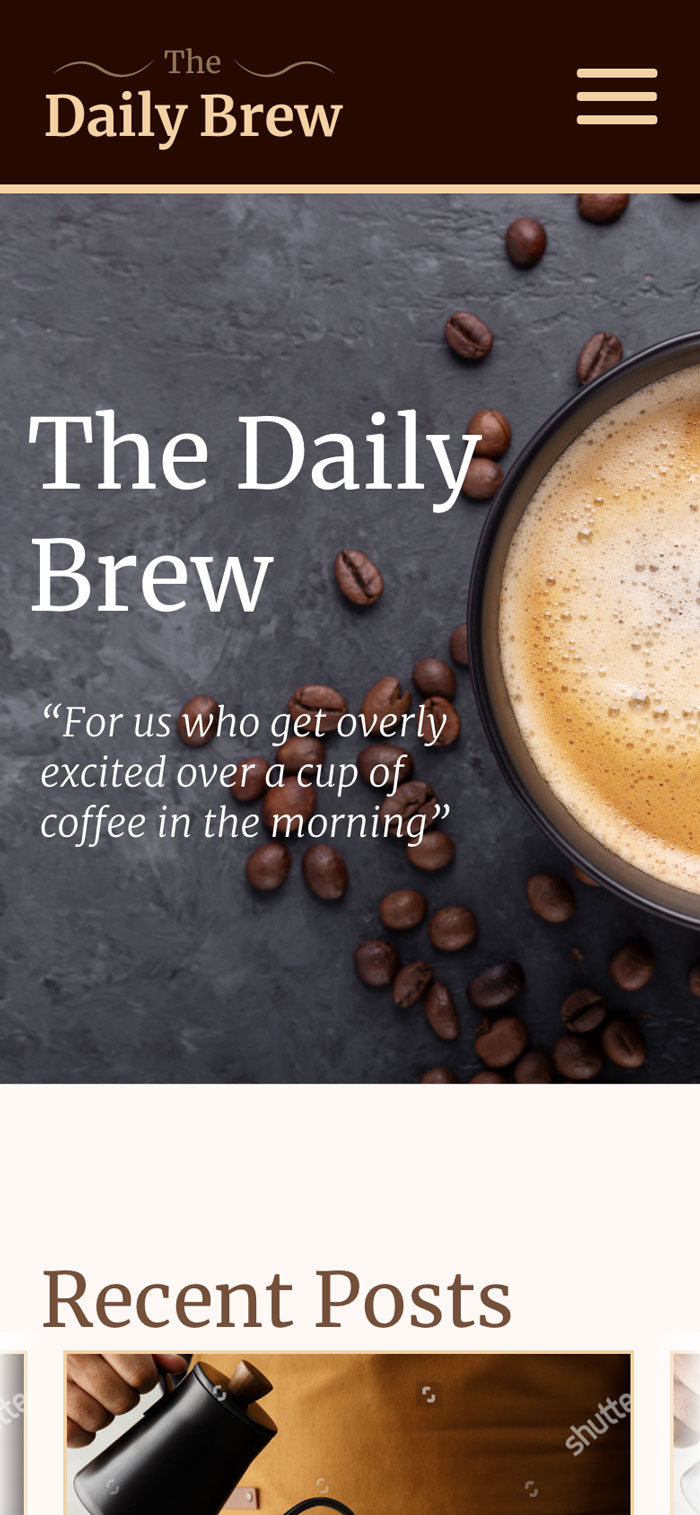 The
Daily Brew
The Daily
Brew
“For us who get overly
excited over a cup of
coffee in the morning”
Recent Posts
shutte